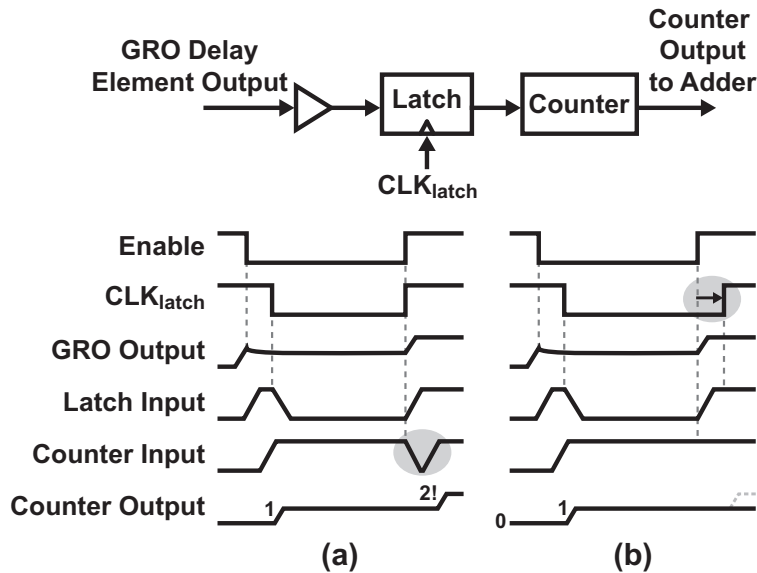 GRO Delay
Element Output
Latch
Counter
Counter
Output
to Adder
CLKlatch
Enable
CLKlatch
GRO Output
Latch Input
Counter Input
Counter Output
1
2!
0
1
(a)
(b)